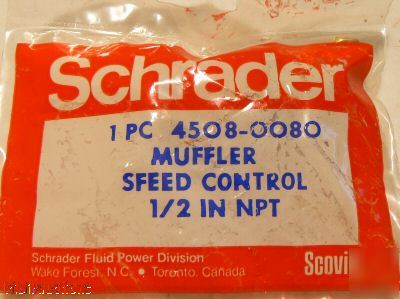 Schrader
1 PC 4508-0080
MUFFLER
SFEED CONTROL
1/2 IN NPT
Schrader Fluid Power Division
Wake Forest, N.C. • Toronto, Canada
Scovi